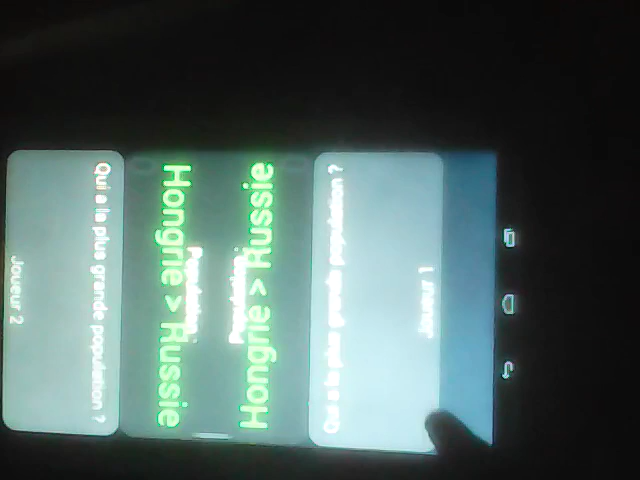 Joueur 1
Qui a la plus grande population ?
Hongrie > Russie
Population
Population
Hongrie > Russie
Qui a la plus grande population ?
Joueur 2